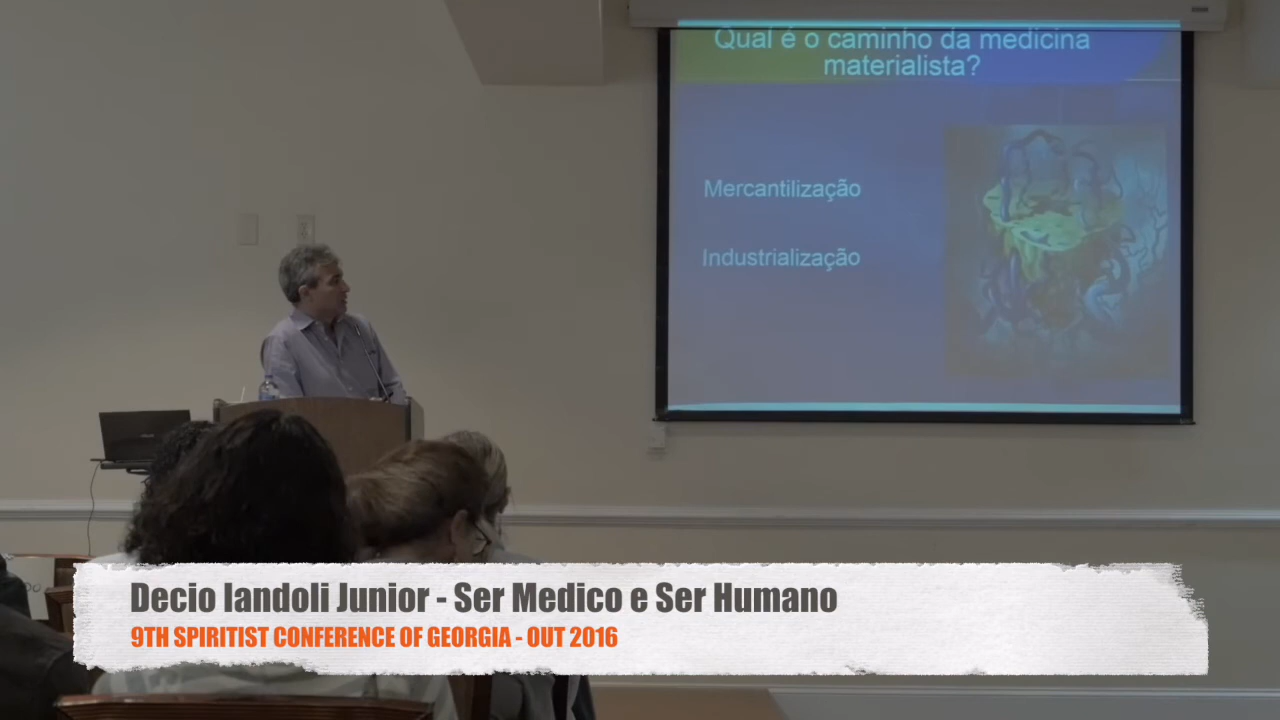 Qual é o caminho da medicina
materialista?
Mercantilização
Industrialização
Decio Iandoli Junior - Ser Medico e Ser Humano
9TH SPIRITIST CONFERENCE OF GEORGIA - OUT 2016